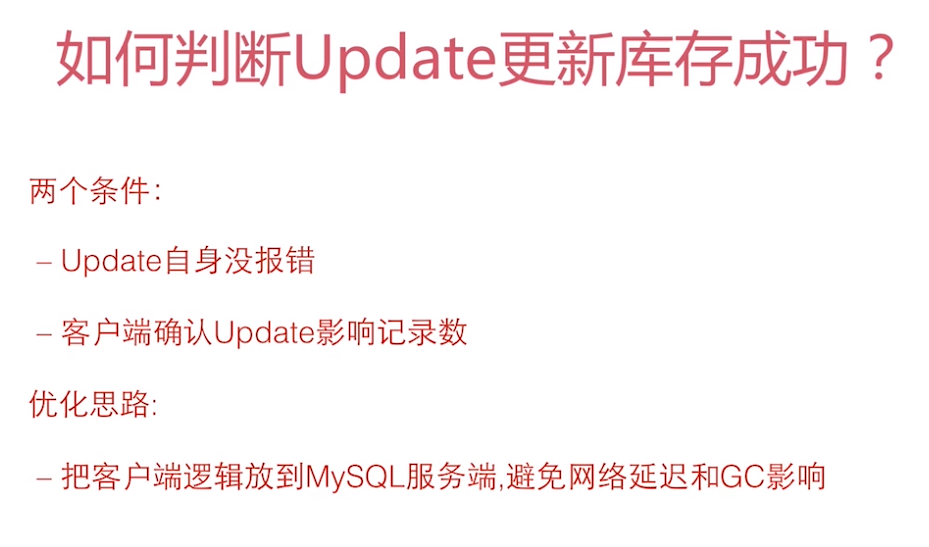 如何判断Update更新库存成功？
两个条件：
– Update自身没报错
– 客户端确认Update影响记录数
优化思路:
– 把客户端逻辑放到MySQL服务端,避免网络延迟和GC影响